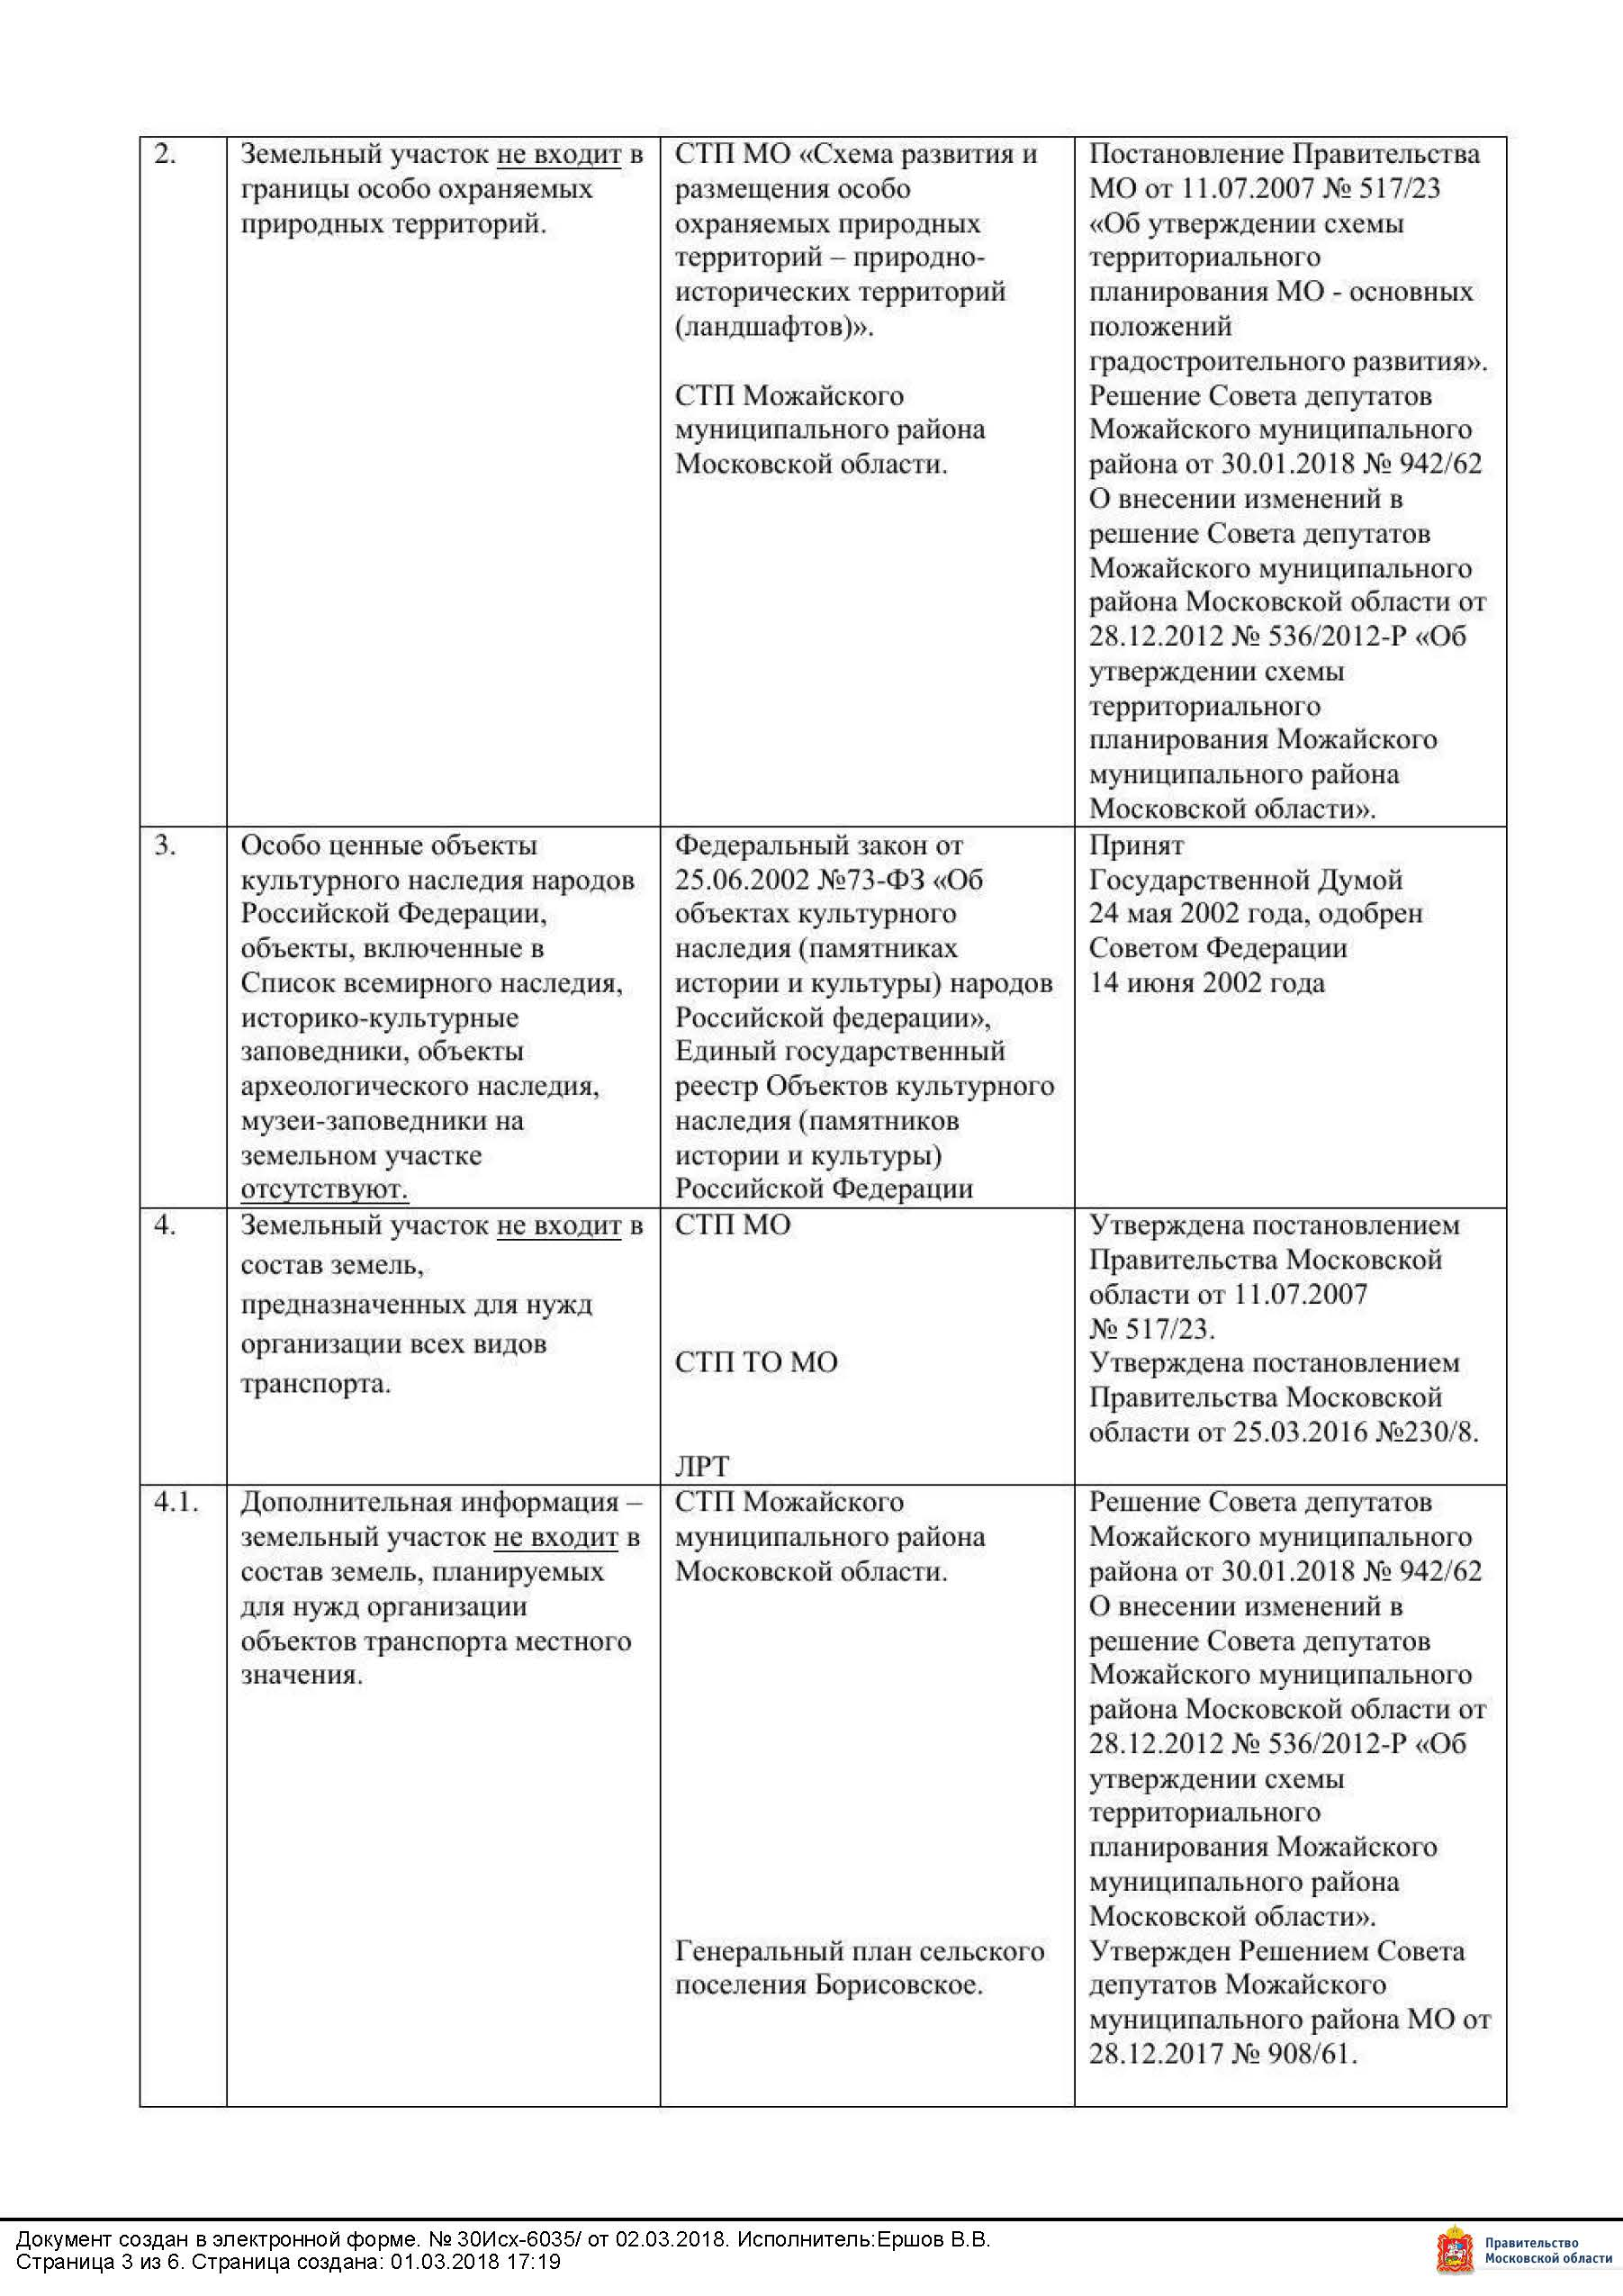 2.
Земельный участок не входит в
границы особо охраняемых
природных территорий.
СТП МО «Схема развития и
размещения особо
охраняемых природных
территорий – природно-
исторических территорий
(ландшафтов)».
СТП Можайского
муниципального района
Московской области.
Постановление Правительства
МО от 11.07.2007 № 517/23
«Об утверждении схемы
территориального
планирования МО - основных
положений
градостроительного развития».
Решение Совета депутатов
Можайского муниципального
района от 30.01.2018 № 942/62
О внесении изменений в
решение Совета депутатов
Можайского муниципального
района Московской области от
28.12.2012 № 536/2012-Р «Об
утверждении схемы
территориального
планирования Можайского
муниципального района
Московской области».
3.
Особо ценные объекты
культурного наследия народов
Российской Федерации,
объекты, включенные в
Список всемирного наследия,
историко-культурные
заповедники, объекты
археологического наследия,
музеи-заповедники на
земельном участке
отсутствуют.
Федеральный закон от
25.06.2002 №73-ФЗ «Об
объектах культурного
наследия (памятниках
истории и культуры) народов
Российской федерации»,
Единый государственный
реестр Объектов культурного
наследия (памятников
истории и культуры)
Российской Федерации
Принят
Государственной Думой
24 мая 2002 года, одобрен
Советом Федерации
14 июня 2002 года
4.
Земельный участок не входит в
состав земель,
предназначенных для нужд
организации всех видов
транспорта.
СТП МО
СТП ТО МО
ЛРТ
Утверждена постановлением
Правительства Московской
области от 11.07.2007
№ 517/23.
Утверждена постановлением
Правительства Московской
области от 25.03.2016 №230/8.
4.1.
Дополнительная информация –
земельный участок не входит в
состав земель, планируемых
для нужд организации
объектов транспорта местного
значения.
СТП Можайского
муниципального района
Московской области.
Генеральный план сельского
поселения Борисовское.
Решение Совета депутатов
Можайского муниципального
района от 30.01.2018 № 942/62
О внесении изменений в
решение Совета депутатов
Можайского муниципального
района Московской области от
28.12.2012 № 536/2012-Р «Об
утверждении схемы
территориального
планирования Можайского
муниципального района
Московской области».
Утвержден Решением Совета
депутатов Можайского
муниципального района МО от
28.12.2017 № 908/61.
Документ создан в электронной форме. № 30Исх-6035/ от 02.03.2018. Исполнитель:Ершов В.В.
Страница 3 из 6. Страница создана: 01.03.2018 17:19
Правительство
Московской области